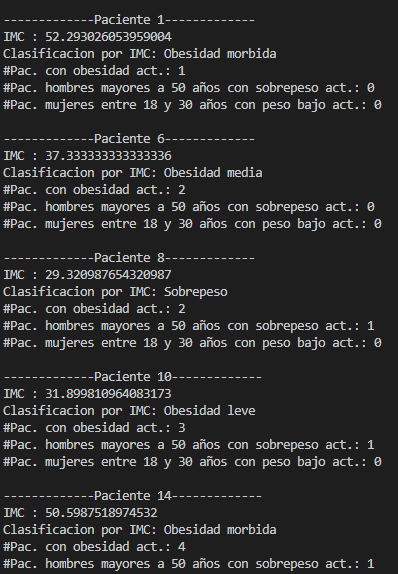 -------------Paciente 1-------------
IMC : 52.293026053959004
Clasificacion por IMC: Obesidad morbida
#Pac. con obesidad act.: 1
#Pac. hombres mayores a 50 años con sobrepeso act.: 0
#Pac. mujeres entre 18 y 30 años con peso bajo act.: 0
-------------Paciente 6-------------
IMC : 37.333333333333336
Clasificacion por IMC: Obesidad media
#Pac. con obesidad act.: 2
#Pac. hombres mayores a 50 años con sobrepeso act.: 0
#Pac. mujeres entre 18 y 30 años con peso bajo act.: 0
-------------Paciente 8-------------
IMC : 29.320987654320987
Clasificacion por IMC: Sobrepeso
#Pac. con obesidad act.: 2
#Pac. hombres mayores a 50 años con sobrepeso act.: 1
#Pac. mujeres entre 18 y 30 años con peso bajo act.: 0
-------------Paciente 10-------------
IMC : 31.899810964083173
Clasificacion por IMC: Obesidad leve
#Pac. con obesidad act.: 3
#Pac. hombres mayores a 50 años con sobrepeso act.: 1
#Pac. mujeres entre 18 y 30 años con peso bajo act.: 0
-------------Paciente 14-------------
IMC : 50.5987518974532
Clasificacion por IMC: Obesidad morbida
#Pac. con obesidad act.: 4
#Pac. hombres mayores a 50 años con sobrepeso act.: 1